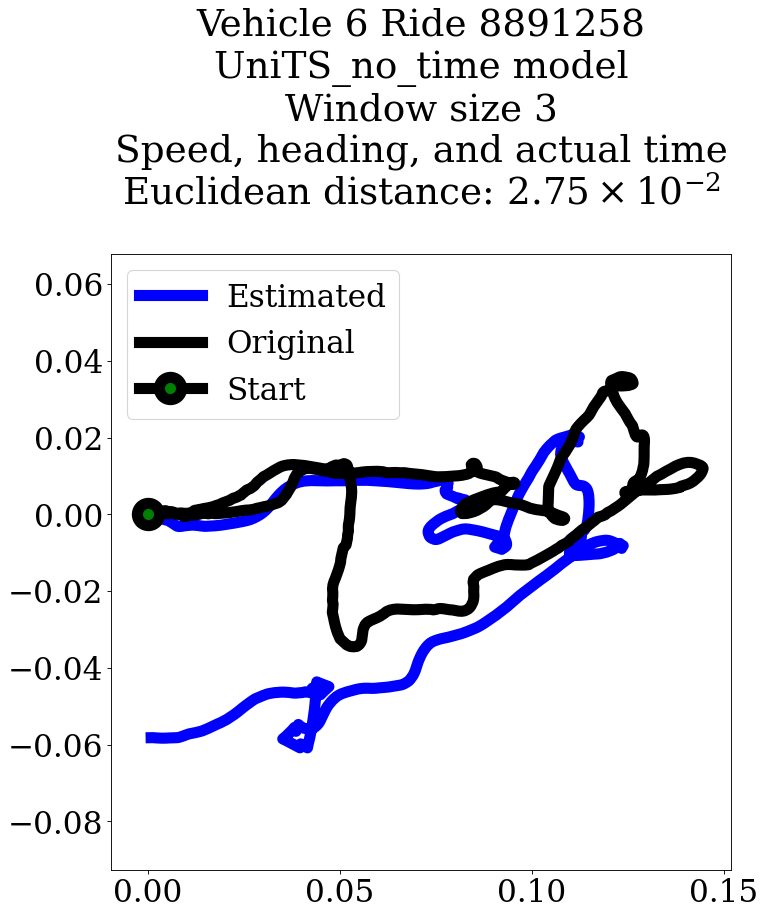 Vehicle 6 Ride 8891258
UniTS_no_time model
Window size 3
Speed, heading, and actual time
Euclidean distance: 2.75 × 10⁻²
Estimated
Original
Start
0.06
0.04
0.02
0.00
−0.02
−0.04
−0.06
−0.08
0.00 0.05 0.10 0.15